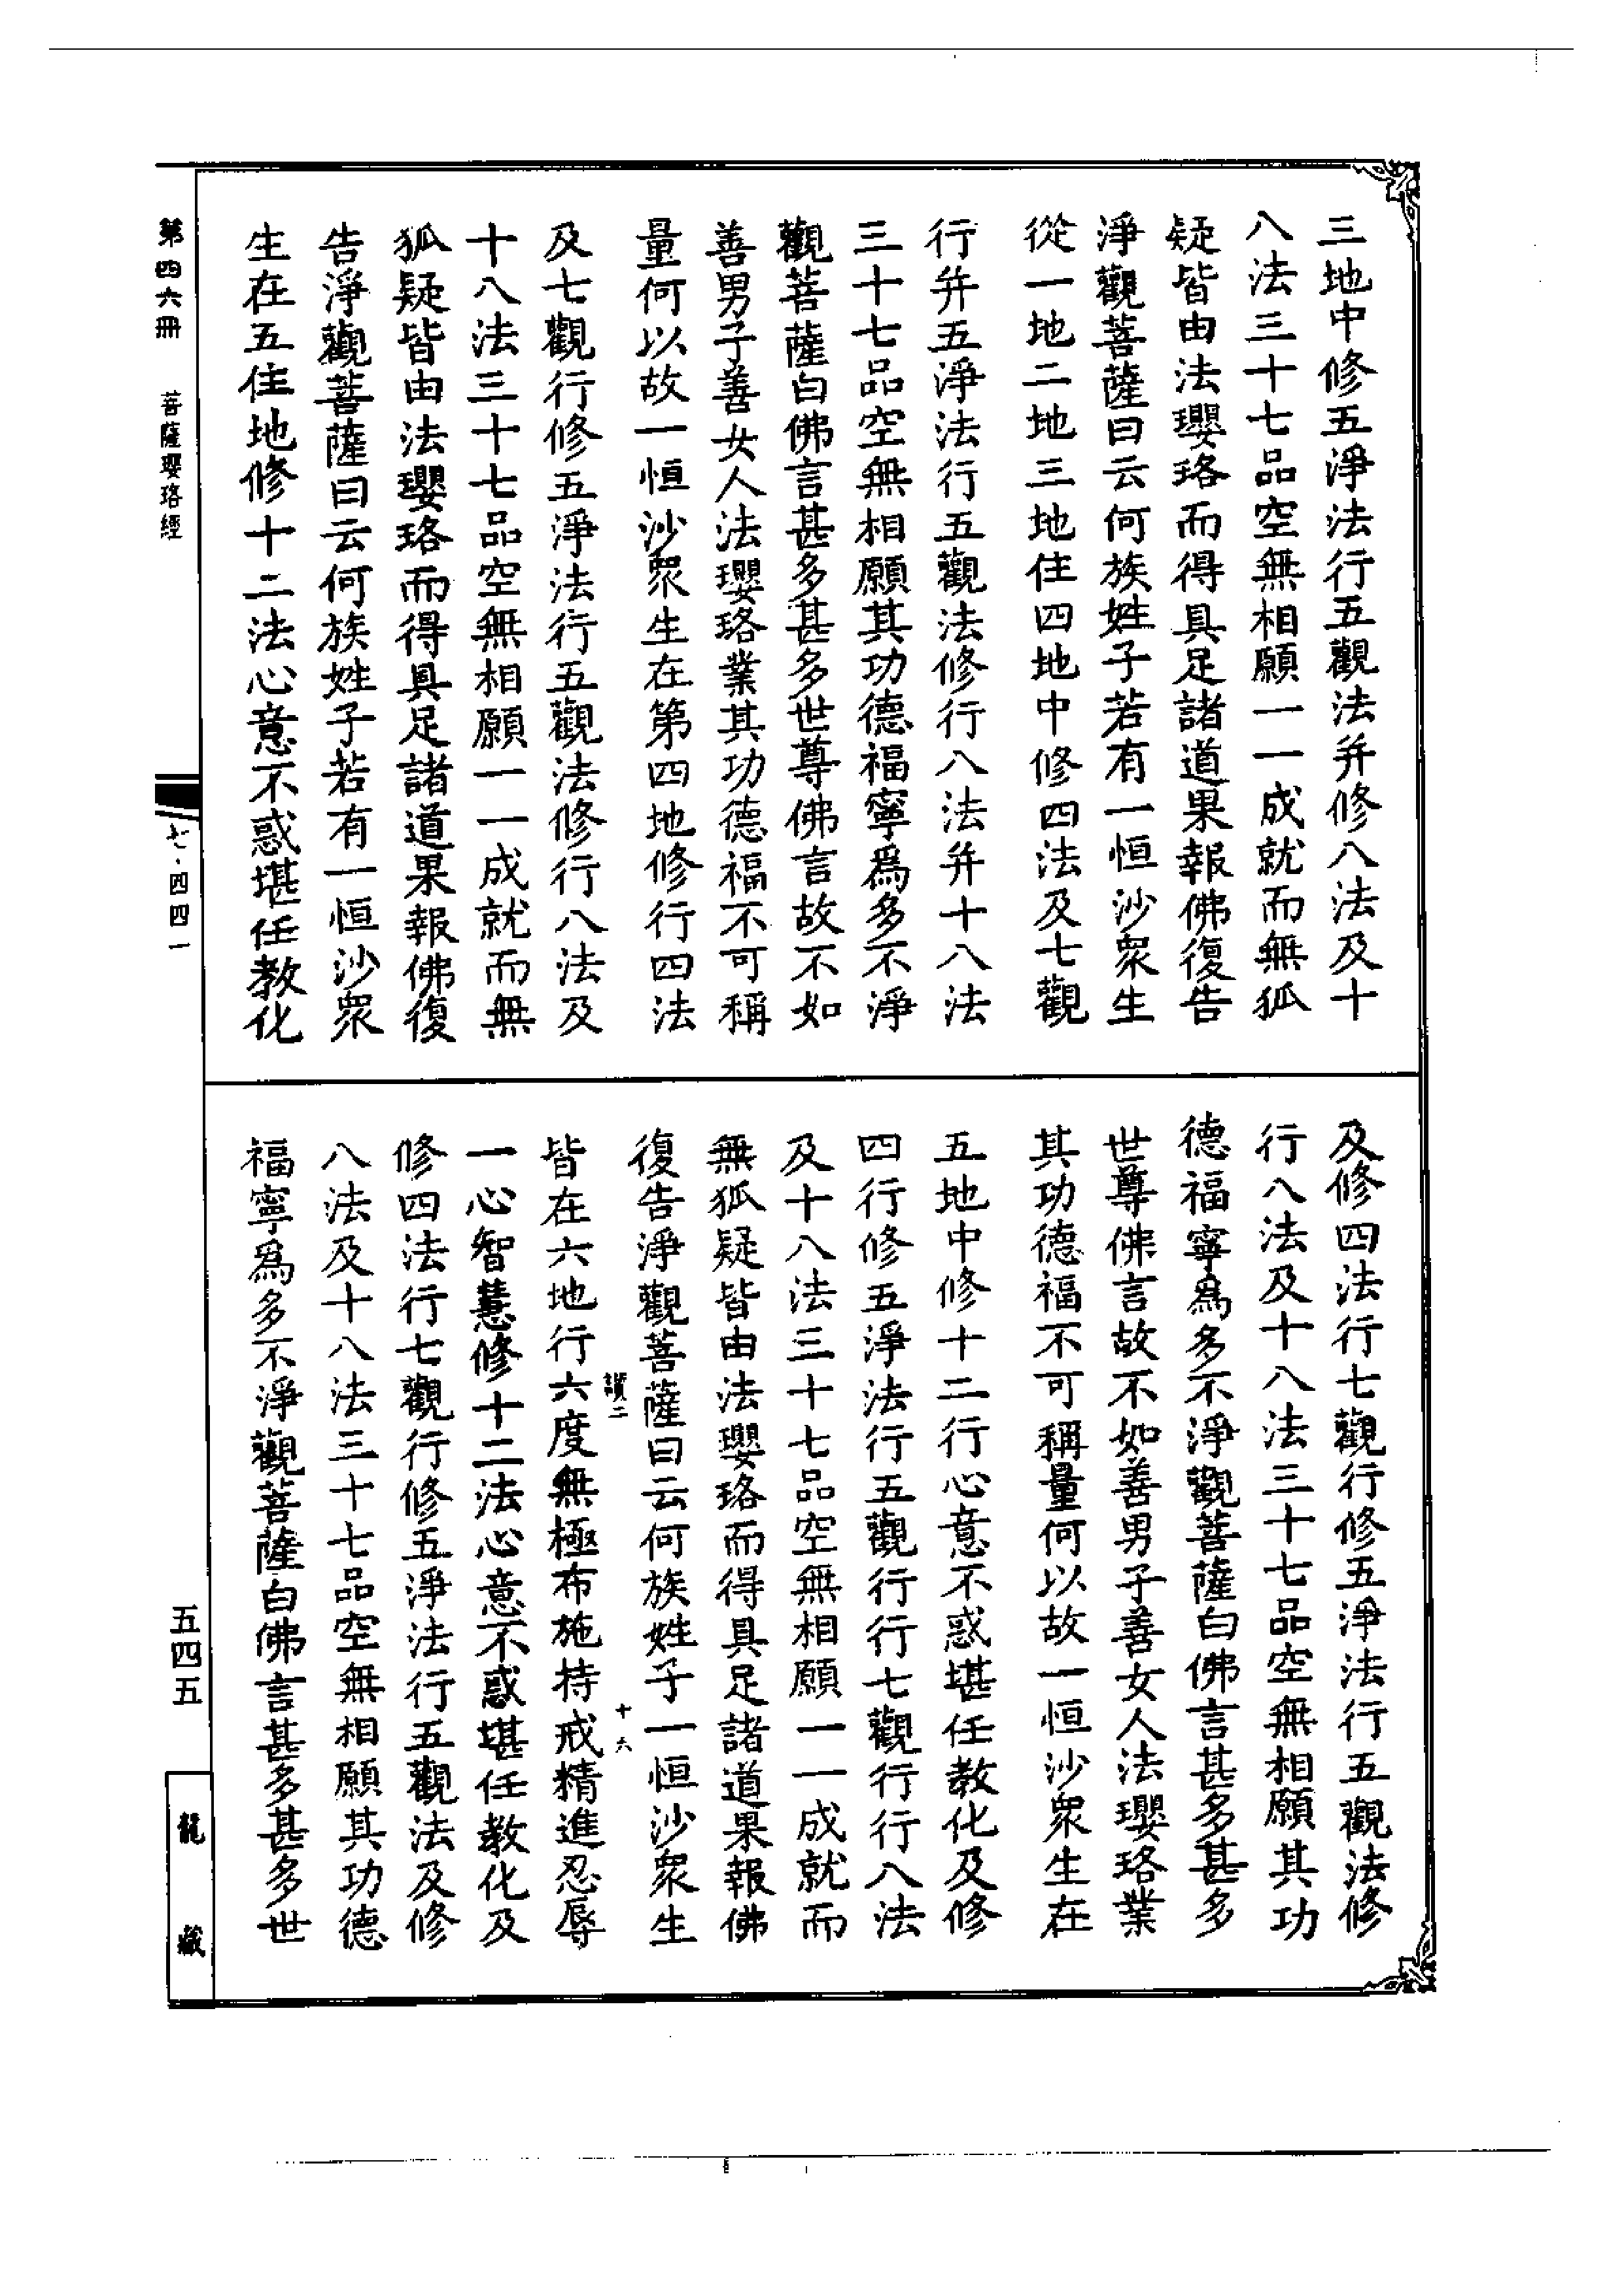 三地中修五淨法行五觀法并修八法及十
八法三十七品空無相願一一成就而無狐
疑皆由法瓔珞而得具足諸道果報佛復告
淨觀菩薩曰云何族姓子若有一恒沙眾生
從一地二地三地住四地中修四法及七觀
行并五淨法行五觀法修行八法并十八法
三十七品空無相願其功德福寧為多不淨
觀菩薩白佛言甚多甚多世尊佛言故不如
善男子善女人法瓔珞業其功德福不可稱
量何以故一恒沙眾生在第四地修行四法
及七觀行修五淨法行五觀法修行八法及
十八法三十七品空無相願一一成就而無
狐疑皆由法瓔珞而得具足諸道果報佛復
告淨觀菩薩曰云何族姓子若有一恒沙眾
生在五住地修十二法心意不惑堪任教化
及修四法行七觀行修五淨法行五觀法修
行八法及十八法三十七品空無相願其功
德福寧為多不淨觀菩薩白佛言甚多甚多
世尊佛言故不如善男子善女人法瓔珞業
其功德福不可稱量何以故一恒沙眾生在
五地中修十二行心意不惑堪任教化及修
四行修五淨法行五觀行行七觀行行八法
及十八法三十七品空無相願一一成就而
無狐疑皆由法瓔珞而得具足諸道果報佛
復告淨觀菩薩曰云何族姓子一恒沙眾生
讚二 十六
皆在六地行六度無極布施持戒精進忍辱
一心智慧修十二法心意不惑堪任教化及
修四法行七觀行修五淨法行五觀法及修
八法及十八法三十七品空無相願其功德
福寧為多不淨觀菩薩白佛言甚多甚多世
第四六冊 菩薩瓔珞經
七·四四一
五四五
龍藏